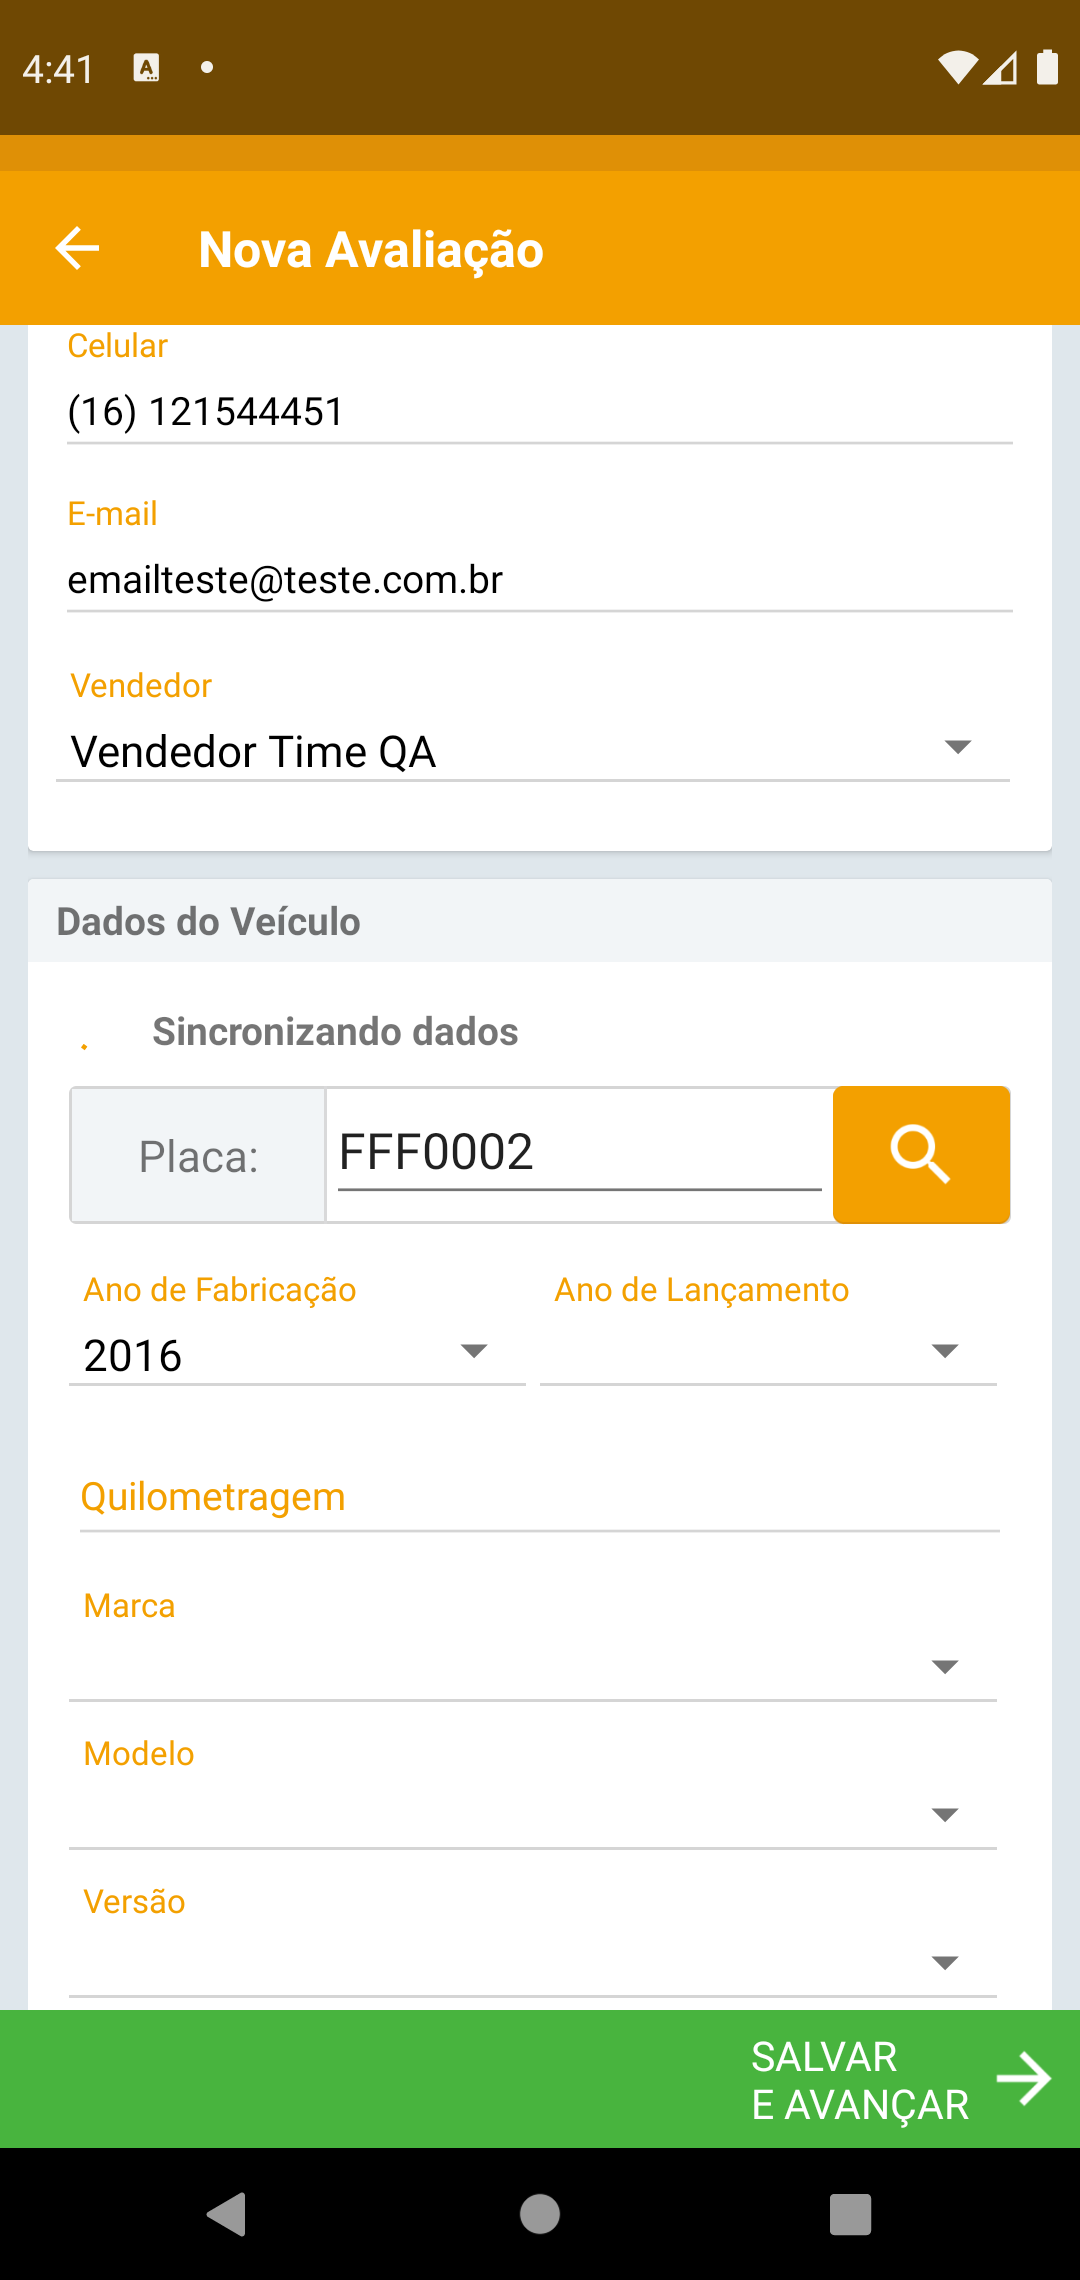 4:41
Nova Avaliação
Celular
(16) 121544451
E-mail
emailteste@teste.com.br
Vendedor
Vendedor Time QA
Dados do Veículo
Sincronizando dados
Placa:
FFF0002
Ano de Fabricação
Ano de Lançamento
2016
Quilometragem
Marca
Modelo
Versão
SALVAR
E AVANÇAR